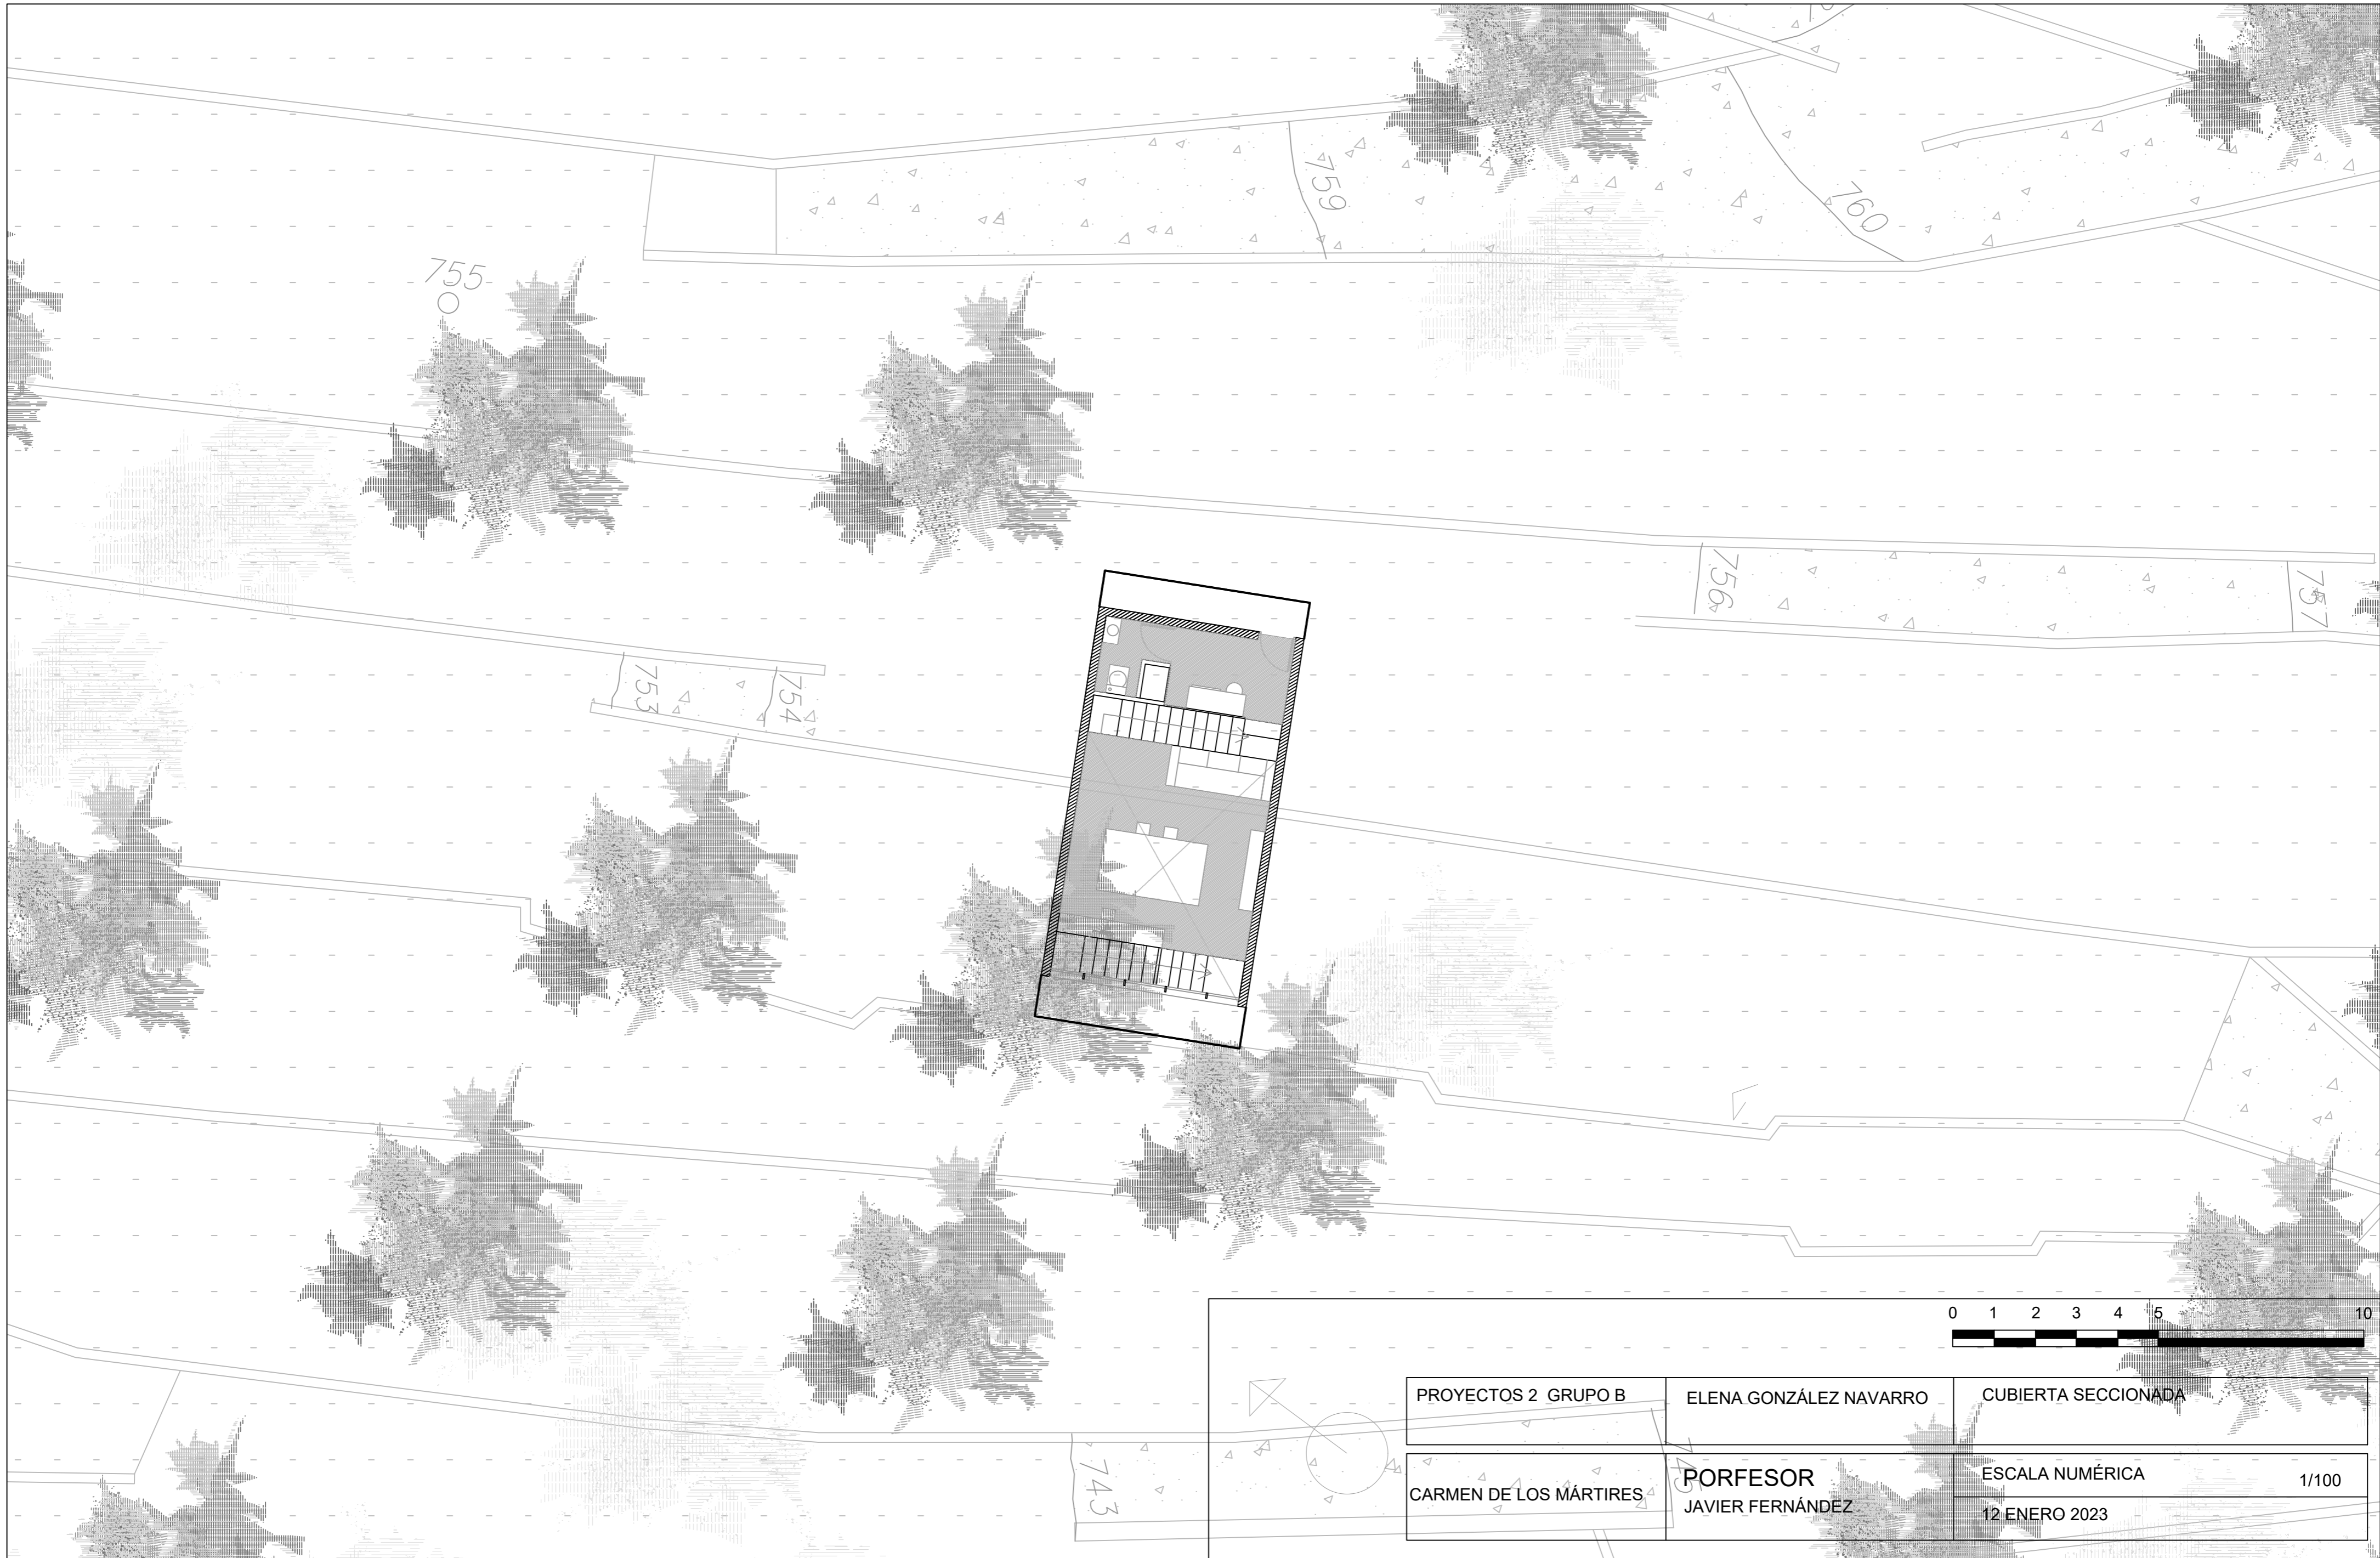 759
760
755
756
757
753
754
0 1 2 3 4 5 10
PROYECTOS 2 GRUPO B
ELENA GONZÁLEZ NAVARRO
CUBIERTA SECCIONADA
743
CARMEN DE LOS MÁRTIRES
PORFESOR
JAVIER FERNÁNDEZ
ESCALA NUMÉRICA 1/100
12 ENERO 2023